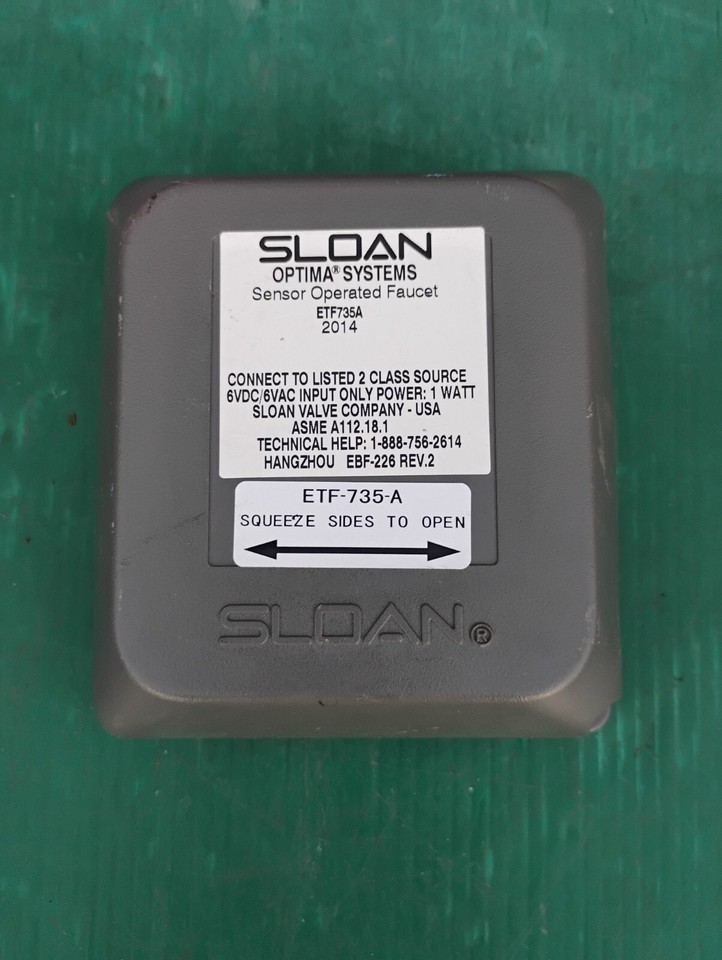 SLOAN
OPTIMA® SYSTEMS
Sensor Operated Faucet
ETF735A
2014
CONNECT TO LISTED 2 CLASS SOURCE
6VDC/6VAC INPUT ONLY POWER: 1 WATT
SLOAN VALVE COMPANY - USA
ASME A112.18.1
TECHNICAL HELP: 1-888-756-2614
HANGZHOU EBF-226 REV.2
ETF-735-A
SQUEEZE SIDES TO OPEN
SLOAN®